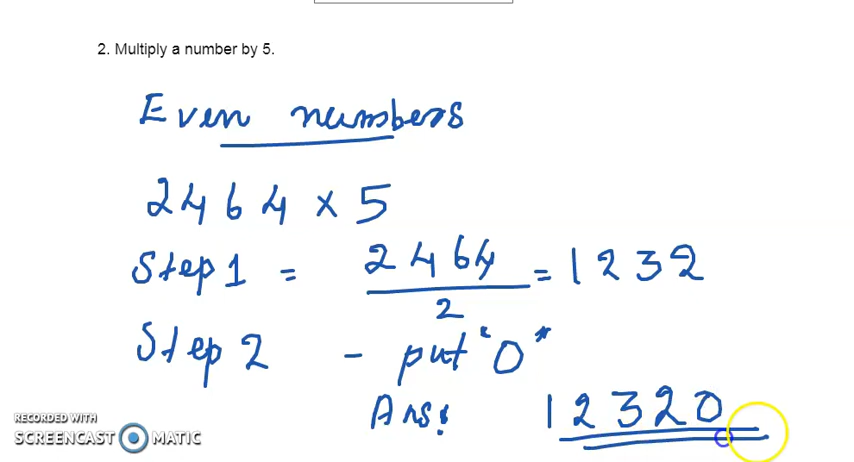 2. Multiply a number by 5.
Even numbers
2464 × 5
Step 1 = 2464/2 = 1232
Step 2 - put "0"
Ans: 12320
RECORDED WITH
SCREENCAST MATIC